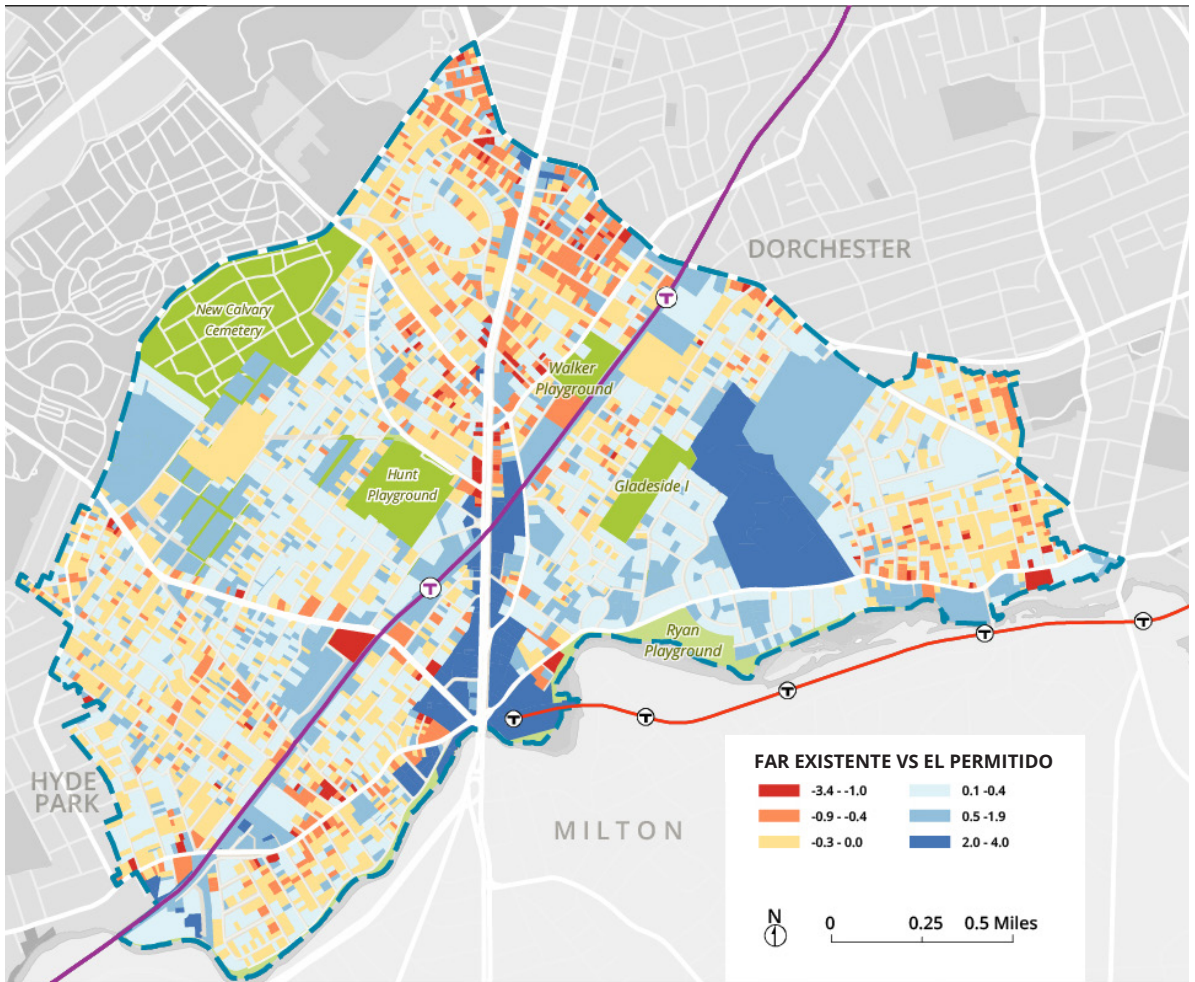 DORCHESTER
New Calvary
Cemetery
Walker
Playground
Hunt
Playground
Gladeside I
Ryan
Playground
HYDE
PARK
MILTON
T
T
T
T
T
T
T
FAR EXISTENTE VS EL PERMITIDO
-3.4 - -1.0
0.1 -0.4
-0.9 - -0.4
0.5 -1.9
-0.3 - 0.0
2.0 - 4.0
N
0 0.25 0.5 Miles